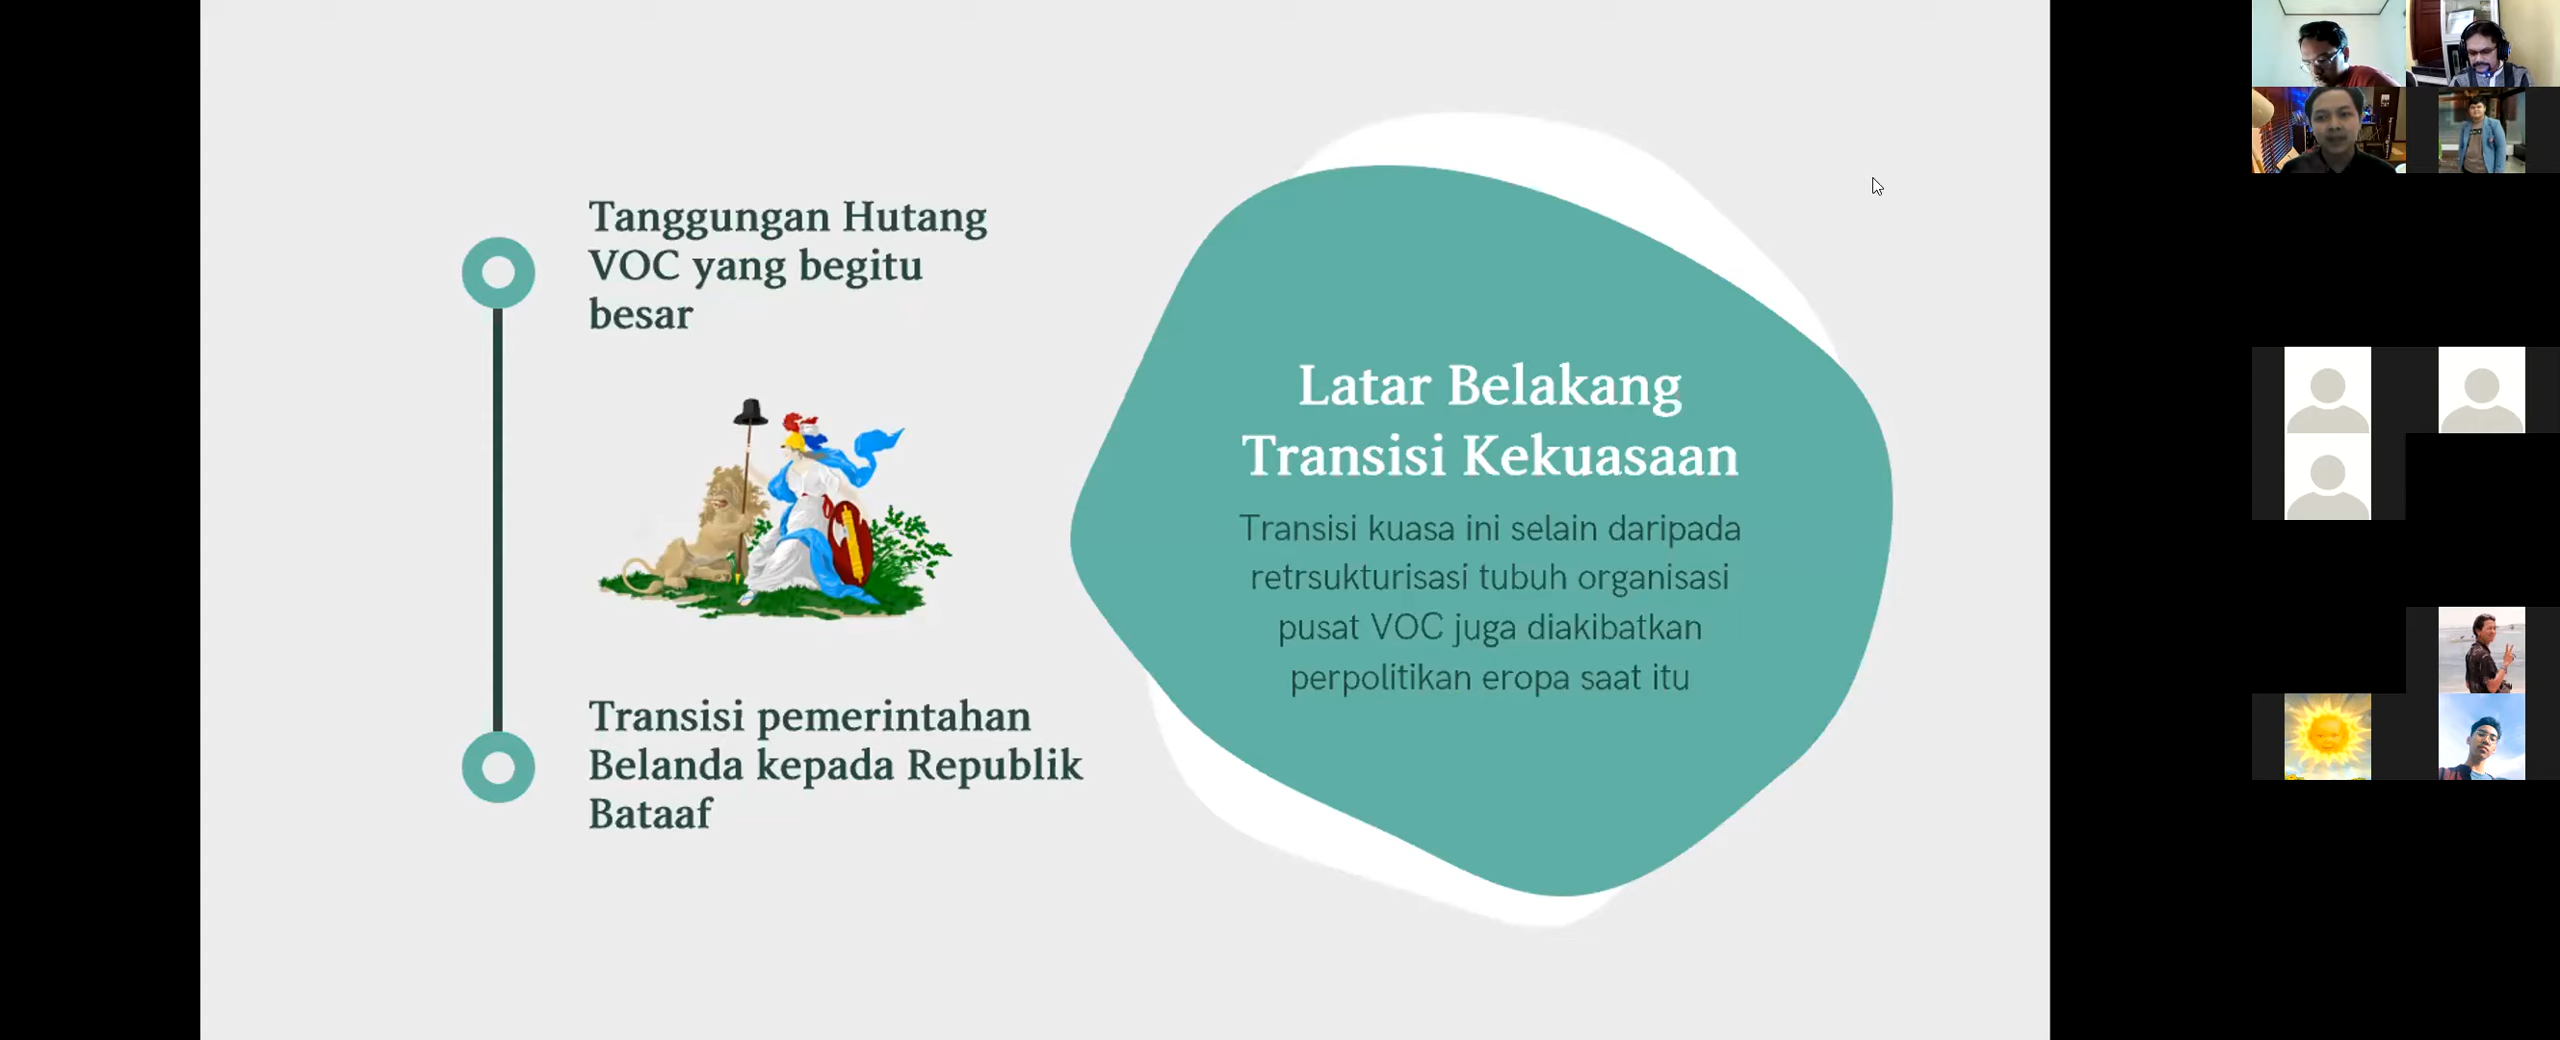 Tanggungan Hutang
VOC yang begitu
besar
Transisi pemerintahan
Belanda kepada Republik
Bataaf
Latar Belakang
Transisi Kekuasaan
Transisi kuasa ini selain daripada
retrsukturisasi tubuh organisasi
pusat VOC juga diakibatkan
perpolitikan eropa saat itu